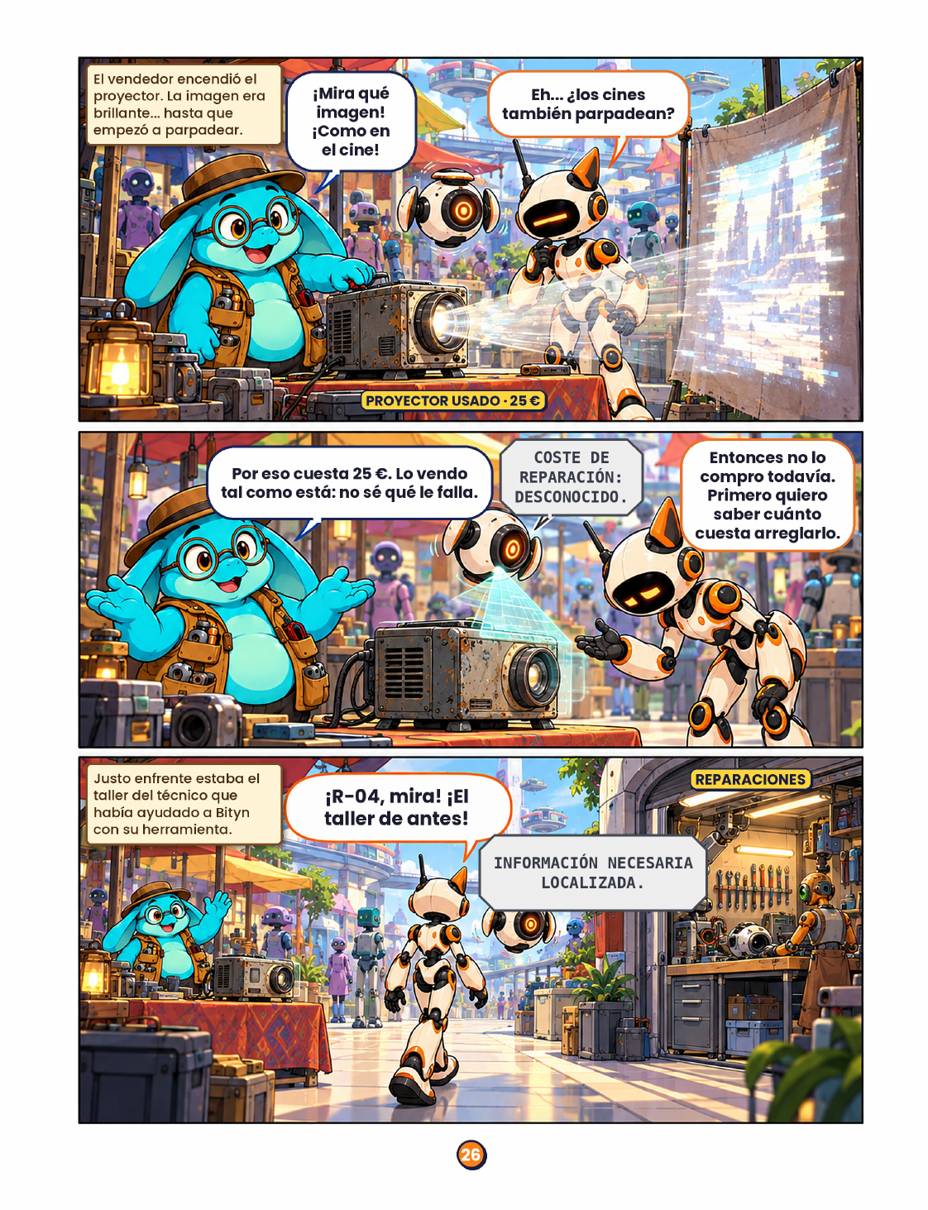 El vendedor encendió el
proyector. La imagen era
brillante... hasta que
empezó a parpadear.
¡Mira qué
imagen!
¡Como en
el cine!
Eh... ¿los cines
también parpadean?
PROYECTOR USADO · 25 €
Por eso cuesta 25 €. Lo vendo
tal como está: no sé qué le falla.
COSTE DE
REPARACIÓN:
DESCONOCIDO.
Entonces no lo
compro todavía.
Primero quiero
saber cuánto
cuesta arreglarlo.
Justo enfrente estaba el
taller del técnico que
había ayudado a Bityn
con su herramienta.
¡R-04, mira! ¡El
taller de antes!
INFORMACIÓN NECESARIA
LOCALIZADA.
REPARACIONES
26